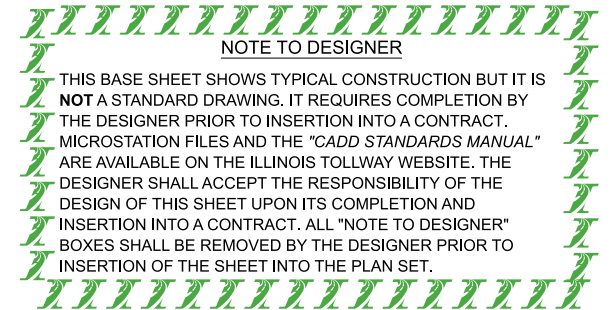 NOTE TO DESIGNER
THIS BASE SHEET SHOWS TYPICAL CONSTRUCTION BUT IT IS
NOT A STANDARD DRAWING. IT REQUIRES COMPLETION BY
THE DESIGNER PRIOR TO INSERTION INTO A CONTRACT.
MICROSTATION FILES AND THE "CADD STANDARDS MANUAL"
ARE AVAILABLE ON THE ILLINOIS TOLLWAY WEBSITE. THE
DESIGNER SHALL ACCEPT THE RESPONSIBILITY OF THE
DESIGN OF THIS SHEET UPON ITS COMPLETION AND
INSERTION INTO A CONTRACT. ALL "NOTE TO DESIGNER"
BOXES SHALL BE REMOVED BY THE DESIGNER PRIOR TO
INSERTION OF THE SHEET INTO THE PLAN SET.